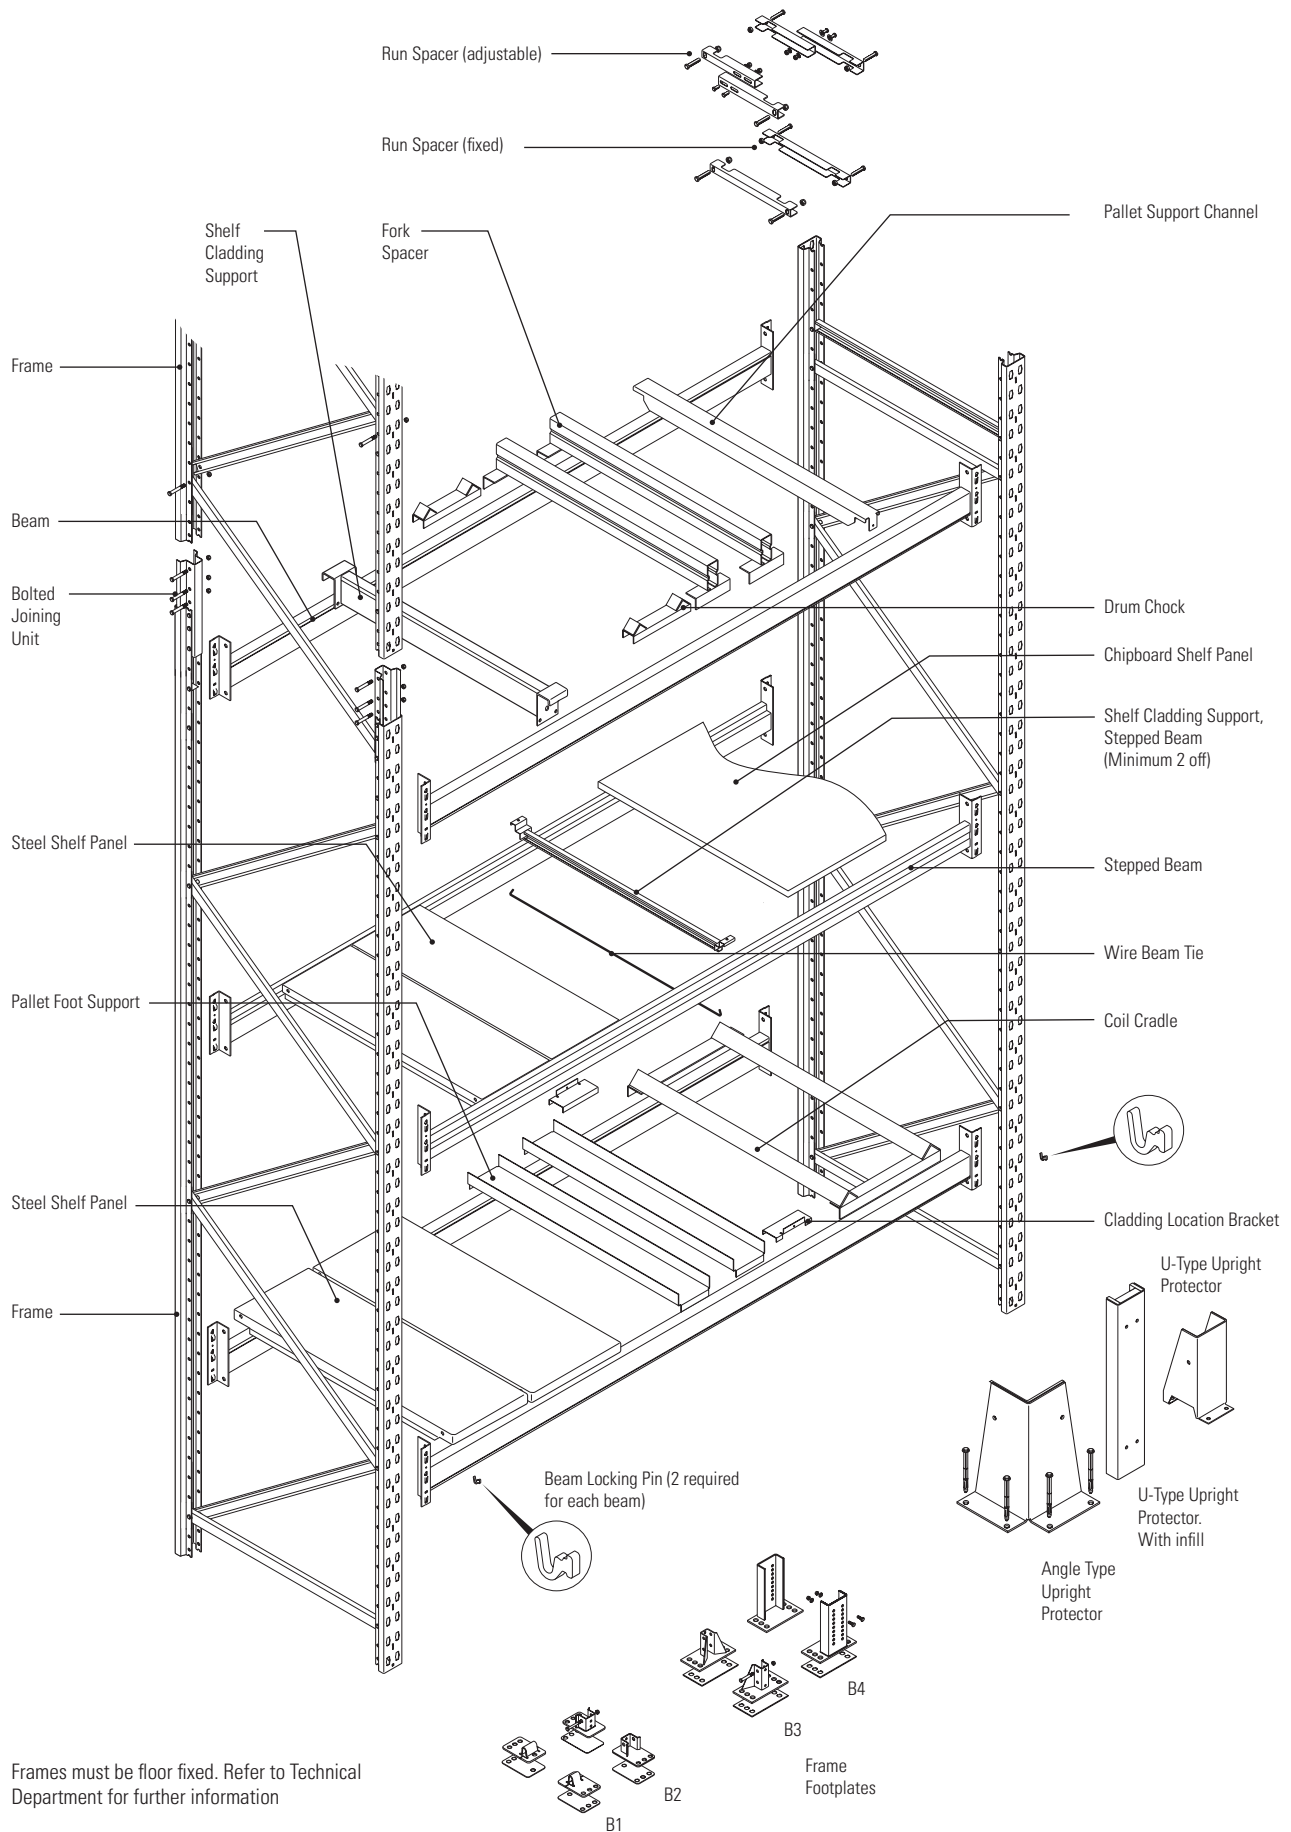 Run Spacer (adjustable)
Run Spacer (fixed)
Pallet Support Channel
Shelf
Cladding
Support
Fork
Spacer
Frame
Beam
Bolted
Joining
Unit
Drum Chock
Chipboard Shelf Panel
Shelf Cladding Support,
Stepped Beam
(Minimum 2 off)
Steel Shelf Panel
Stepped Beam
Wire Beam Tie
Pallet Foot Support
Coil Cradle
Steel Shelf Panel
Cladding Location Bracket
U-Type Upright
Protector
Frame
Beam Locking Pin (2 required
for each beam)
U-Type Upright
Protector.
With infill
Angle Type
Upright
Protector
B4
B3
Frame
Footplates
B2
B1
Frames must be floor fixed. Refer to Technical
Department for further information